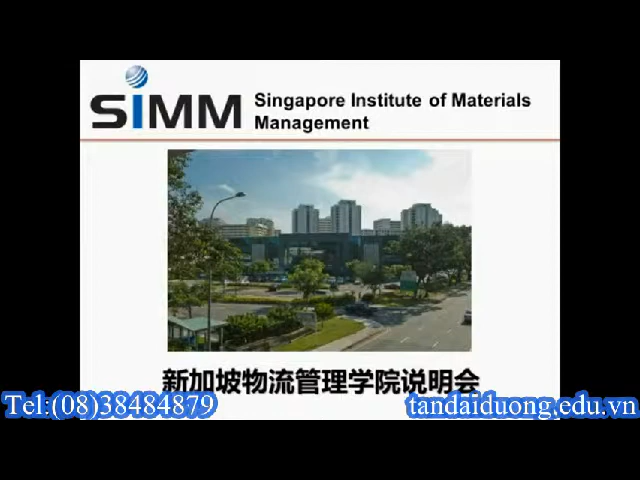 SIMM
Singapore Institute of Materials
Management
新加坡物流管理学院说明会
Tel:(08)38484879
tandaiduong.edu.vn